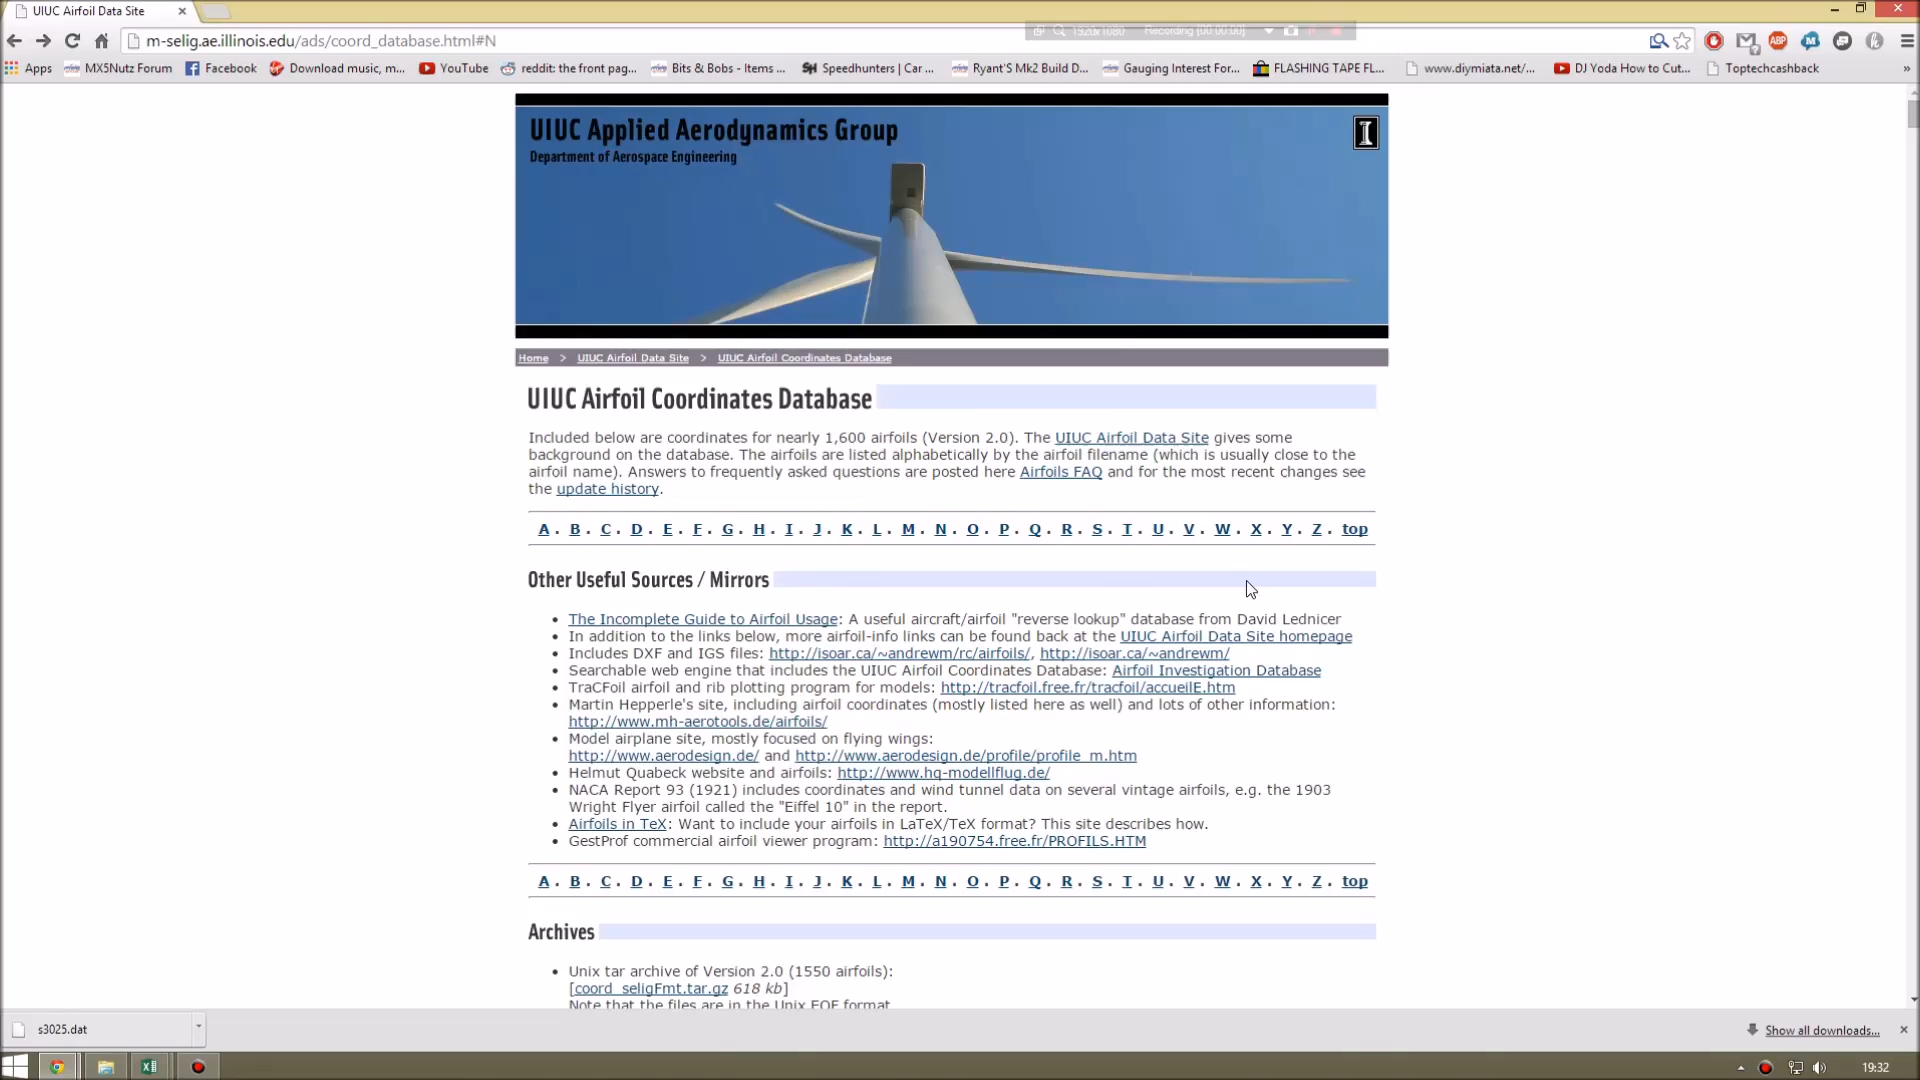 UIUC Airfoil Data Site
m-selig.ae.illinois.edu/ads/coord_database.html#N
1920x1080 Recording [00:00:00]
Apps MX5Nutz Forum Facebook Download music, m... YouTube reddit: the front pag... Bits & Bobs - Items ... SH Speedhunters | Car ... RyanT'S Mk2 Build D... Gauging Interest For... FLASHING TAPE FL... www.diymiata.net/... DJ Yoda How to Cut... Toptechcashback »
UIUC Applied Aerodynamics Group
Department of Aerospace Engineering
Home > UIUC Airfoil Data Site > UIUC Airfoil Coordinates Database
UIUC Airfoil Coordinates Database
Included below are coordinates for nearly 1,600 airfoils (Version 2.0). The UIUC Airfoil Data Site gives some
background on the database. The airfoils are listed alphabetically by the airfoil filename (which is usually close to the
airfoil name). Answers to frequently asked questions are posted here Airfoils FAQ and for the most recent changes see
the update history.
A . B . C . D . E . F . G . H . I . J . K . L . M . N . O . P . Q . R . S . T . U . V . W . X . Y . Z . top
Other Useful Sources / Mirrors
• The Incomplete Guide to Airfoil Usage: A useful aircraft/airfoil "reverse lookup" database from David Lednicer
• In addition to the links below, more airfoil-info links can be found back at the UIUC Airfoil Data Site homepage
• Includes DXF and IGS files: http://isoar.ca/~andrewm/rc/airfoils/, http://isoar.ca/~andrewm/
• Searchable web engine that includes the UIUC Airfoil Coordinates Database: Airfoil Investigation Database
• TraCFoil airfoil and rib plotting program for models: http://tracfoil.free.fr/tracfoil/accueilE.htm
• Martin Hepperle's site, including airfoil coordinates (mostly listed here as well) and lots of other information:
http://www.mh-aerotools.de/airfoils/
• Model airplane site, mostly focused on flying wings:
http://www.aerodesign.de/ and http://www.aerodesign.de/profile/profile_m.htm
• Helmut Quabeck website and airfoils: http://www.hq-modellflug.de/
• NACA Report 93 (1921) includes coordinates and wind tunnel data on several vintage airfoils, e.g. the 1903
Wright Flyer airfoil called the "Eiffel 10" in the report.
• Airfoils in TeX: Want to include your airfoils in LaTeX/TeX format? This site describes how.
• GestProf commercial airfoil viewer program: http://a190754.free.fr/PROFILS.HTM
A . B . C . D . E . F . G . H . I . J . K . L . M . N . O . P . Q . R . S . T . U . V . W . X . Y . Z . top
Archives
• Unix tar archive of Version 2.0 (1550 airfoils):
[coord_seligFmt.tar.gz 618 kb]
Note that the files are in the Unix EOF format
s3025.dat
Show all downloads...
19:32